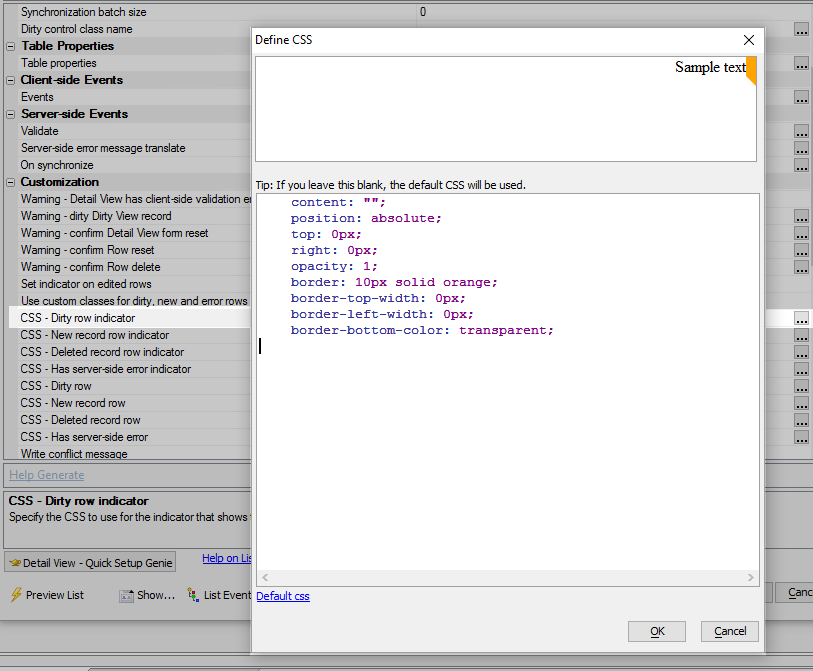 Synchronization batch size 0
Dirty control class name ...
Table Properties
Table properties ...
Client-side Events
Events ...
Server-side Events
Validate ...
Server-side error message translate ...
On synchronize ...
Customization
Warning - Detail View has client-side validation
Warning - dirty Dirty View record ...
Warning - confirm Detail View form reset ...
Warning - confirm Row reset ...
Warning - confirm Row delete ...
Set indicator on edited rows
Use custom classes for dirty, new and error rows
CSS - Dirty row indicator ...
CSS - New record row indicator ...
CSS - Deleted record row indicator ...
CSS - Has server-side error indicator ...
CSS - Dirty row ...
CSS - New record row ...
CSS - Deleted record row ...
CSS - Has server-side error ...
Write conflict message
Help Generate
CSS - Dirty row indicator
Specify the CSS to use for the indicator that shows
Detail View - Quick Setup Genie
Help on Lis
Preview List Show... List Event
Canc
Define CSS
Sample text
Tip: If you leave this blank, the default CSS will be used.
content: "";
position: absolute;
top: 0px;
right: 0px;
opacity: 1;
border: 10px solid orange;
border-top-width: 0px;
border-left-width: 0px;
border-bottom-color: transparent;
Default css
OK Cancel